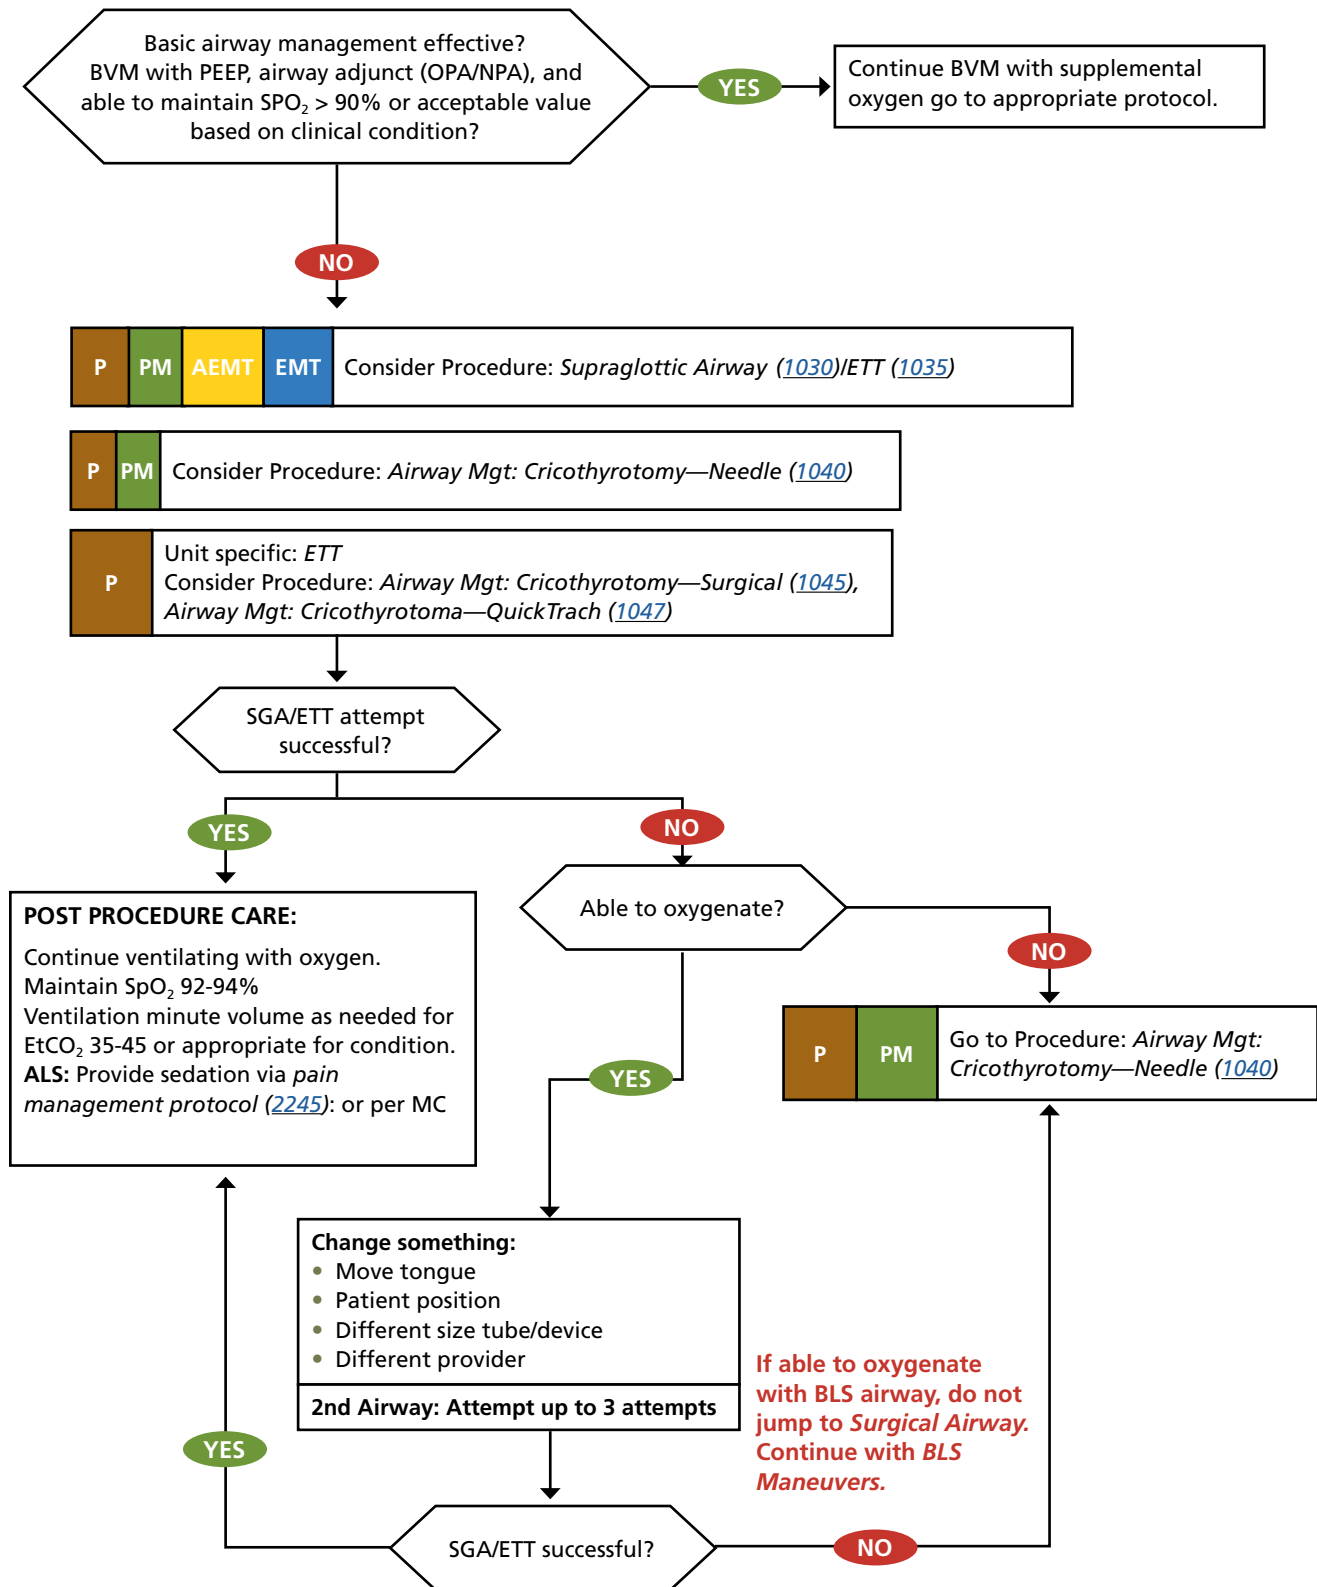 Basic airway management effective?
BVM with PEEP, airway adjunct (OPA/NPA), and
able to maintain SPO₂ > 90% or acceptable value
based on clinical condition?
YES
Continue BVM with supplemental
oxygen go to appropriate protocol.
NO
P PM AEMT EMT Consider Procedure: Supraglottic Airway (1030)/ETT (1035)
P PM Consider Procedure: Airway Mgt: Cricothyrotomy—Needle (1040)
P
Unit specific: ETT
Consider Procedure: Airway Mgt: Cricothyrotomy—Surgical (1045),
Airway Mgt: Cricothyrotoma—QuickTrach (1047)
SGA/ETT attempt
successful?
YES
NO
POST PROCEDURE CARE:
Continue ventilating with oxygen.
Maintain SpO₂ 92-94%
Ventilation minute volume as needed for
EtCO₂ 35-45 or appropriate for condition.
ALS: Provide sedation via pain
management protocol (2245): or per MC
Able to oxygenate?
NO
YES
P PM
Go to Procedure: Airway Mgt:
Cricothyrotomy—Needle (1040)
Change something:
• Move tongue
• Patient position
• Different size tube/device
• Different provider
2nd Airway: Attempt up to 3 attempts
If able to oxygenate
with BLS airway, do not
jump to Surgical Airway.
Continue with BLS
Maneuvers.
YES
SGA/ETT successful?
NO